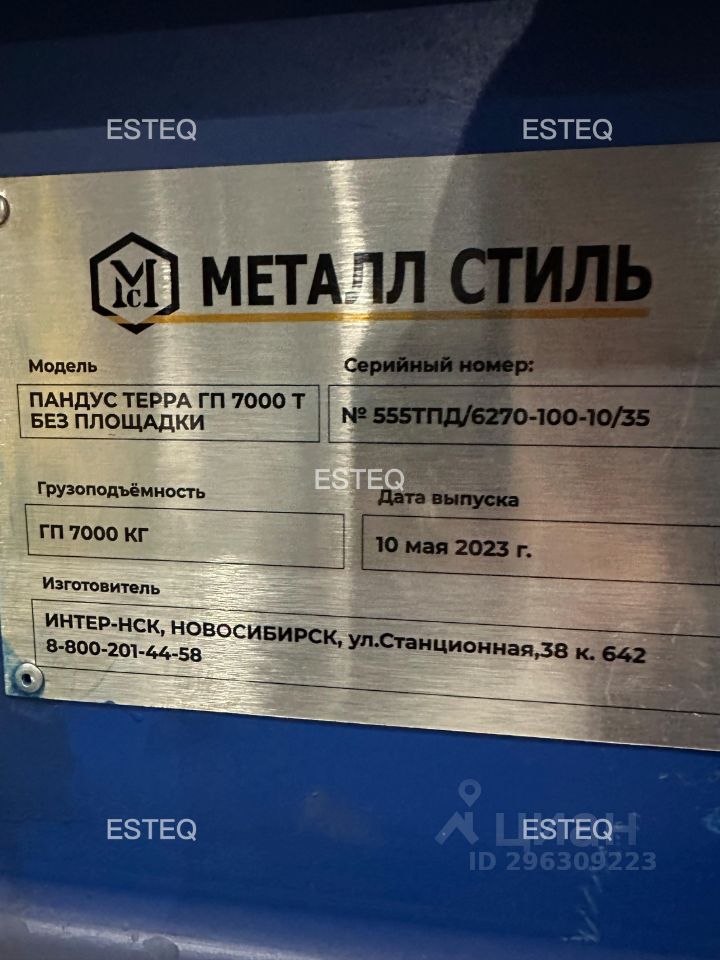 ESTEQ ESTEQ
Мс МЕТАЛЛ СТИЛЬ
Модель
ПАНДУС ТЕРРА ГП 7000 Т
БЕЗ ПЛОЩАДКИ
Серийный номер:
№ 555ТПД/6270-100-10/35
ESTEQ
Грузоподъёмность
ГП 7000 КГ
Дата выпуска
10 мая 2023 г.
Изготовитель
ИНТЕР-НСК, НОВОСИБИРСК, ул.Станционная,38 к. 642
8-800-201-44-58
ESTEQ ESTEQ
ЦИАН
ID 296309223